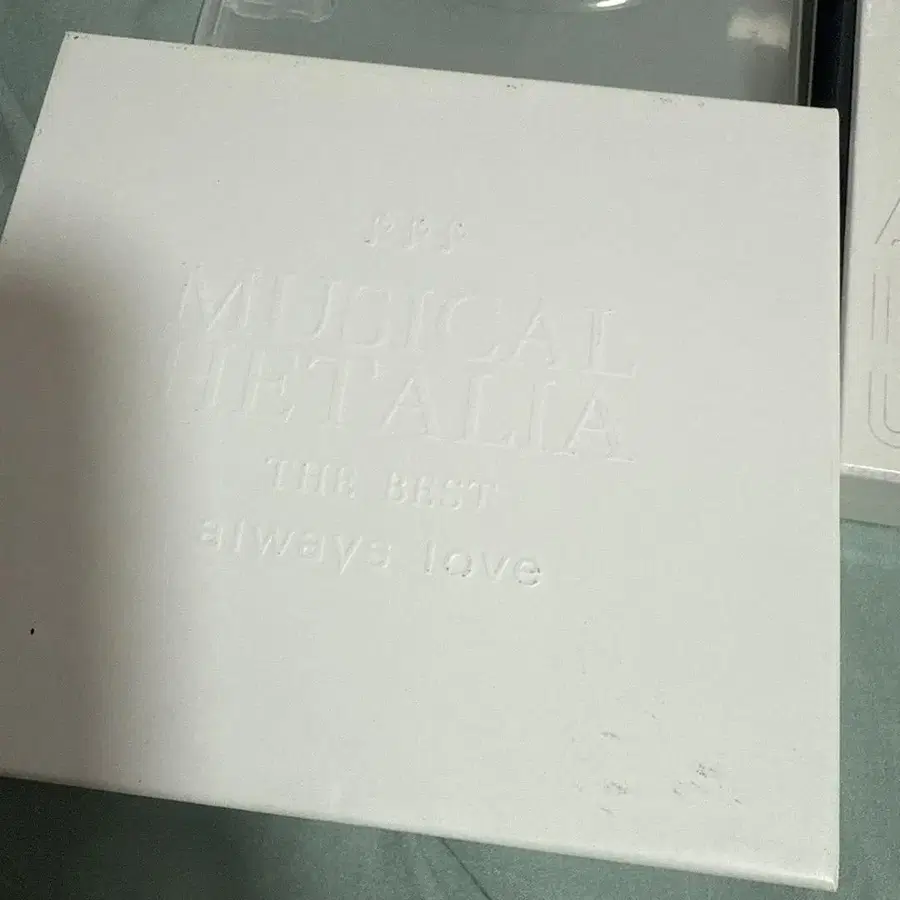 MUSICAL
HETALIA
THE BEST
always love